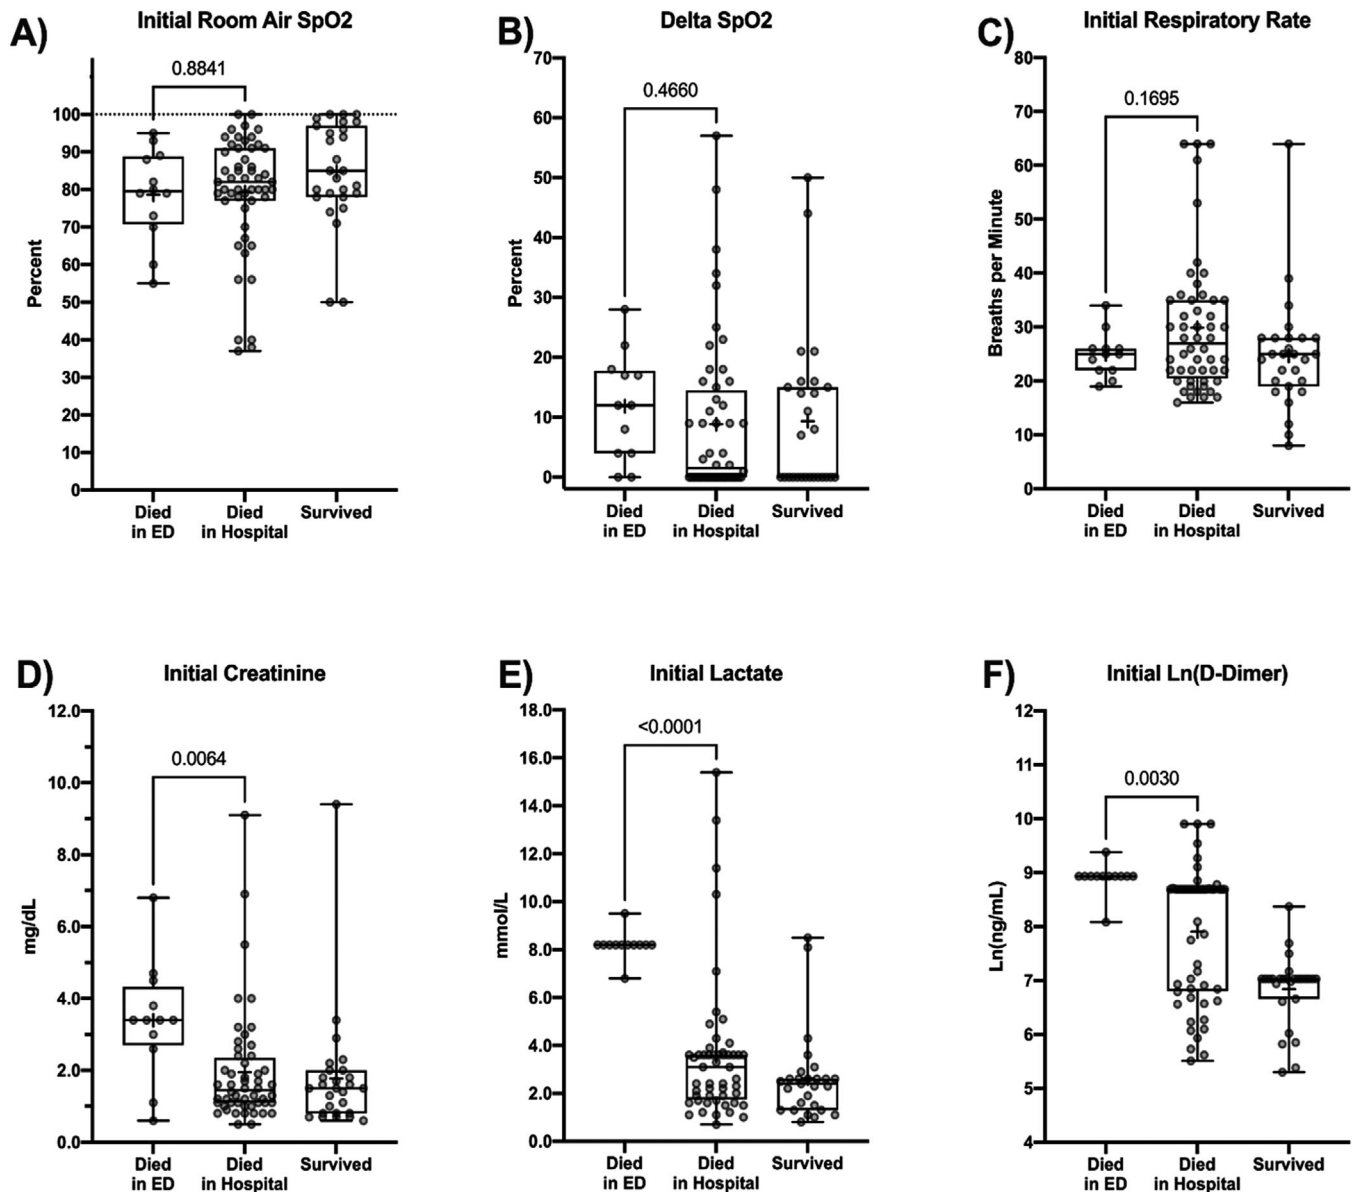 A)
Initial Room Air SpO2
0.8841
Percent
100
90
80
70
60
50
40
30
20
10
0
Died in ED
Died in Hospital
Survived
B)
Delta SpO2
0.4660
Percent
70
60
50
40
30
20
10
0
Died in ED
Died in Hospital
Survived
C)
Initial Respiratory Rate
0.1695
Breaths per Minute
80
70
60
50
40
30
20
10
0
Died in ED
Died in Hospital
Survived
D)
Initial Creatinine
0.0064
mg/dL
12.0
10.0
8.0
6.0
4.0
2.0
0.0
Died in ED
Died in Hospital
Survived
E)
Initial Lactate
<0.0001
mmol/L
18.0
16.0
14.0
12.0
10.0
8.0
6.0
4.0
2.0
0.0
Died in ED
Died in Hospital
Survived
F)
Initial Ln(D-Dimer)
0.0030
Ln(ng/mL)
12
11
10
9
8
7
6
5
4
Died in ED
Died in Hospital
Survived